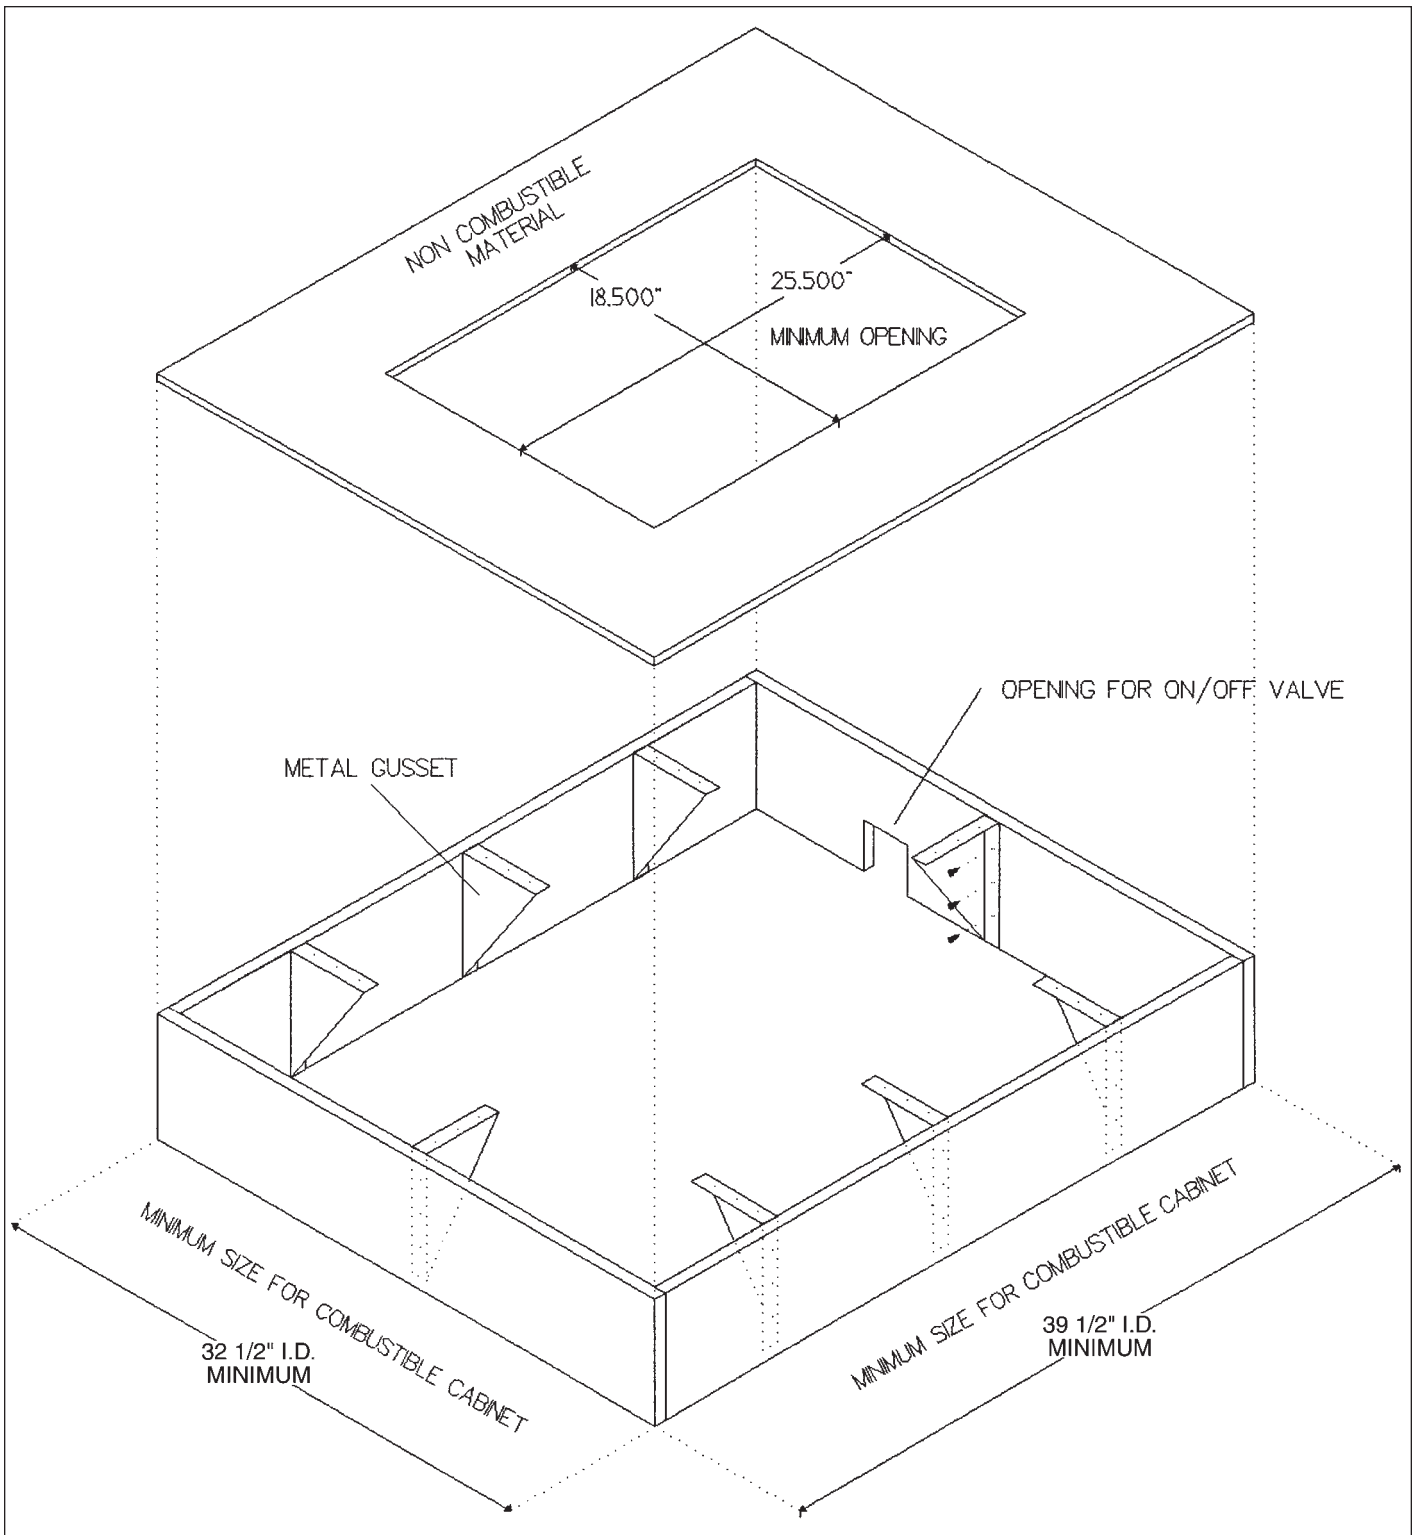 NON COMBUSTIBLE
MATERIAL
18.500"
25.500"
MINIMUM OPENING
OPENING FOR ON/OFF VALVE
METAL GUSSET
MINIMUM SIZE FOR COMBUSTIBLE CABINET
32 1/2" I.D.
MINIMUM
MINIMUM SIZE FOR COMBUSTIBLE CABINET
39 1/2" I.D.
MINIMUM